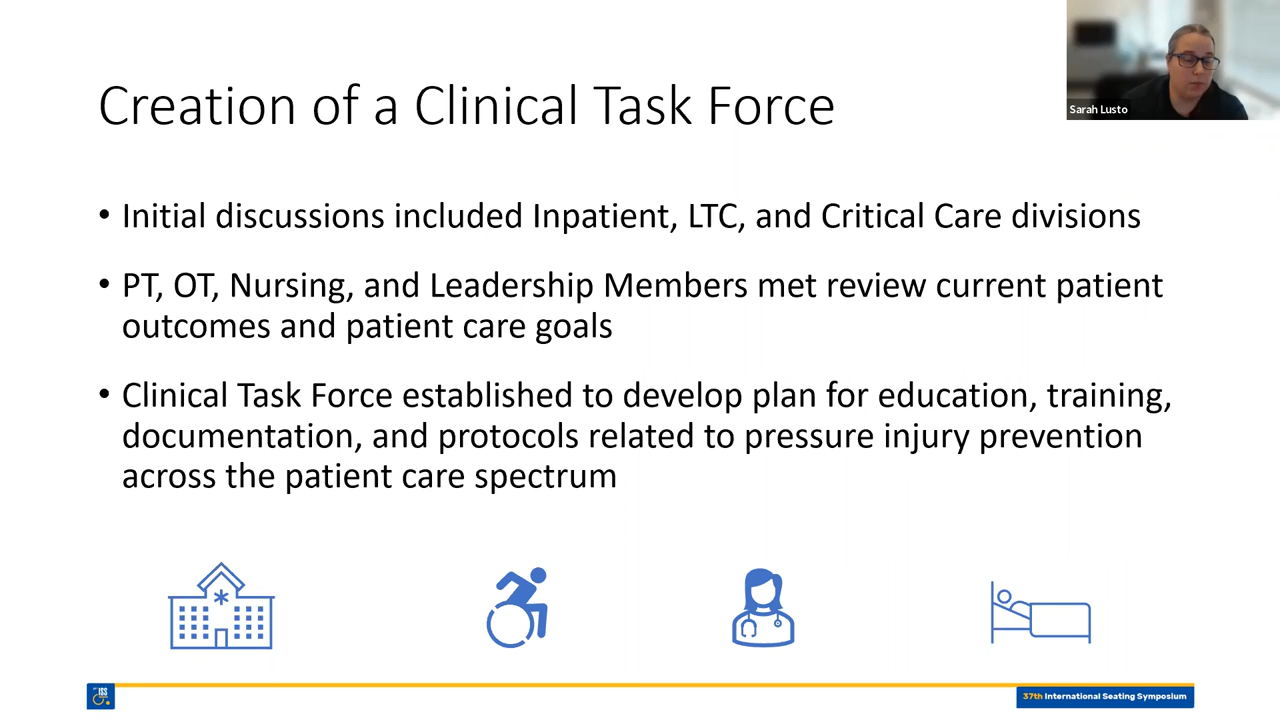 Sarah Lusto
Creation of a Clinical Task Force
• Initial discussions included Inpatient, LTC, and Critical Care divisions
• PT, OT, Nursing, and Leadership Members met review current patient
outcomes and patient care goals
• Clinical Task Force established to develop plan for education, training,
documentation, and protocols related to pressure injury prevention
across the patient care spectrum
ISS
37th International Seating Symposium